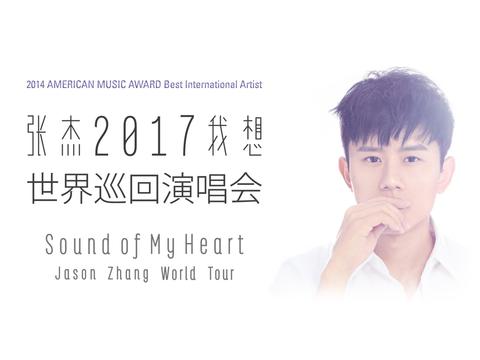 2014 AMERICAN MUSIC AWARD Best International Artist
张杰2017我想
世界巡回演唱会
Sound of My Heart
Jason Zhang World Tour